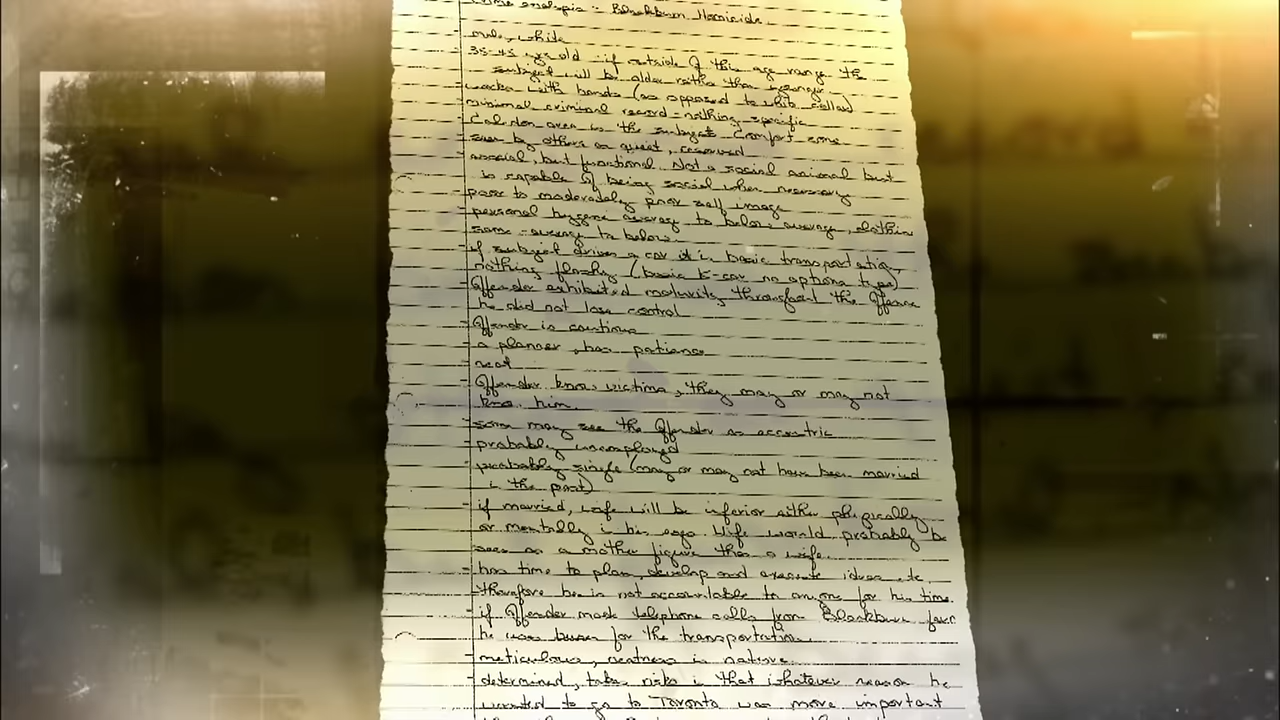 Crime analysis - Blackburn Homicide
- male, white
- 35-45 yrs old - if outside of this age range the
subject will be older rather than younger
- works with hands (as opposed to white collar)
- minimal criminal record - nothing specific
- area is the subjects comfort zone
- seen by others as quiet, reserved
- asocial, but functional. Not a social animal but
is capable of being social when necessary
- poor to moderately poor self image
- personal hygene average to below average, clothing
same - average to below
- if subject drives a car it is basic transportation,
nothing flashy (basic K-car no options type)
- Offender exhibited maturity throughout the offence
he did not lose control
- Offender is cautious
- a planner, has patience
- neat
- Offender knows victims, they may or may not
know him.
- some may see the Offender as eccentric
- probably unemployed
- probably single (may or may not have been married
in the past)
- if married, wife will be inferior either physically
or mentally in his eyes. Wife would probably be
seen as a mother figure than a wife.
- has time to plan, develop and execute ideas etc.
- therefore he is not accountable to anyone for his time
- if Offender made telephone calls from Blackburn farm
he was there for the transportation
- meticulous, neatness in nature
- determined, takes risks in that whatever reason he
wanted to go to Toronto was more important